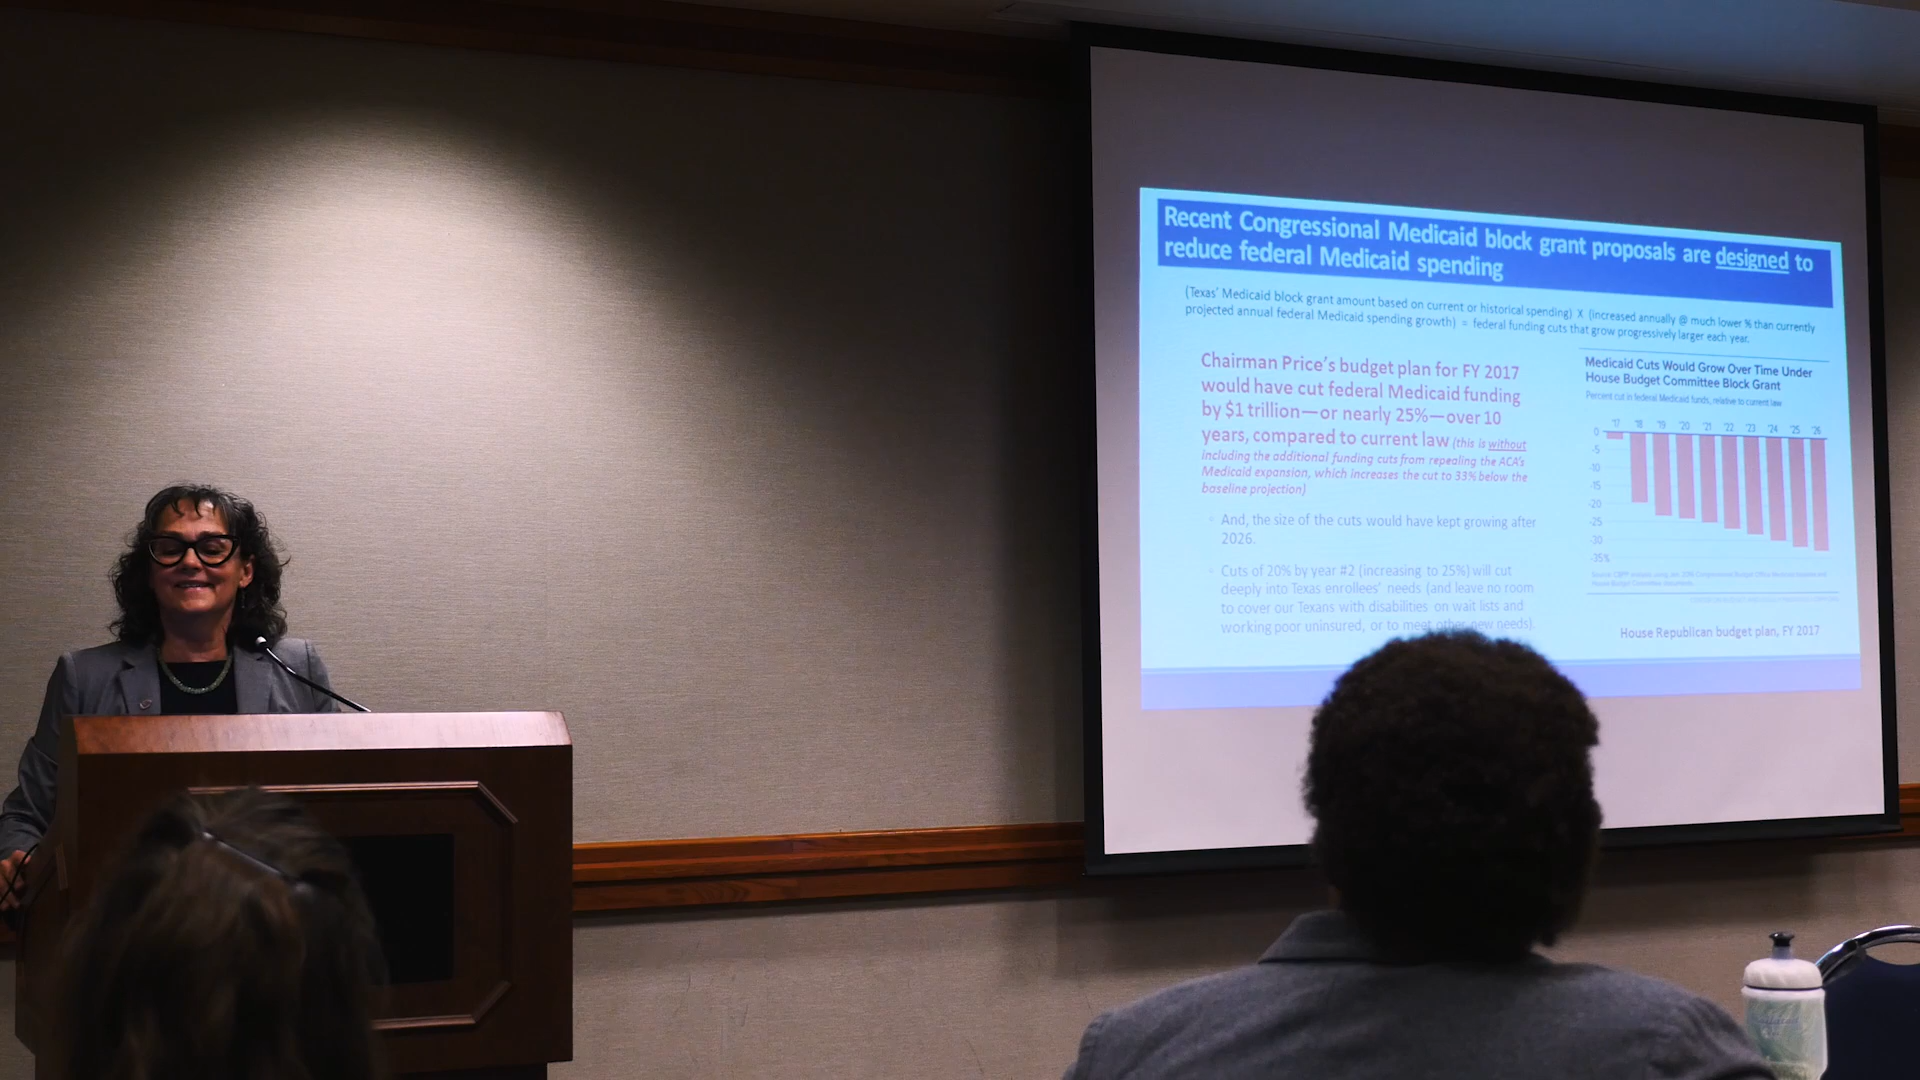 Recent Congressional Medicaid block grant proposals are designed to
reduce federal Medicaid spending
(Texas' Medicaid block grant amount based on current or historical spending) X (increased annually @ much lower % than currently
projected annual federal Medicaid spending growth) = federal funding cuts that grow progressively larger each year.
Chairman Price's budget plan for FY 2017
would have cut federal Medicaid funding
by $1 trillion—or nearly 25%—over 10
years, compared to current law (this is without
including the additional funding cuts from repealing the ACA's
Medicaid expansion, which increases the cut to 33% below the
baseline projection)
And, the size of the cuts would have kept growing after
2026.
Cuts of 20% by year #2 (increasing to 25%) will cut
deeply into Texas enrollees' needs (and leave no room
to cover our Texans with disabilities on wait lists and
working poor uninsured, or to meet other new needs).
Medicaid Cuts Would Grow Over Time Under
House Budget Committee Block Grant
Percent cut in federal Medicaid funds, relative to current law
'17 '18 '19 '20 '21 '22 '23 '24 '25 '26
0
-5
-10
-15
-20
-25
-30
-35%
House Republican budget plan, FY 2017